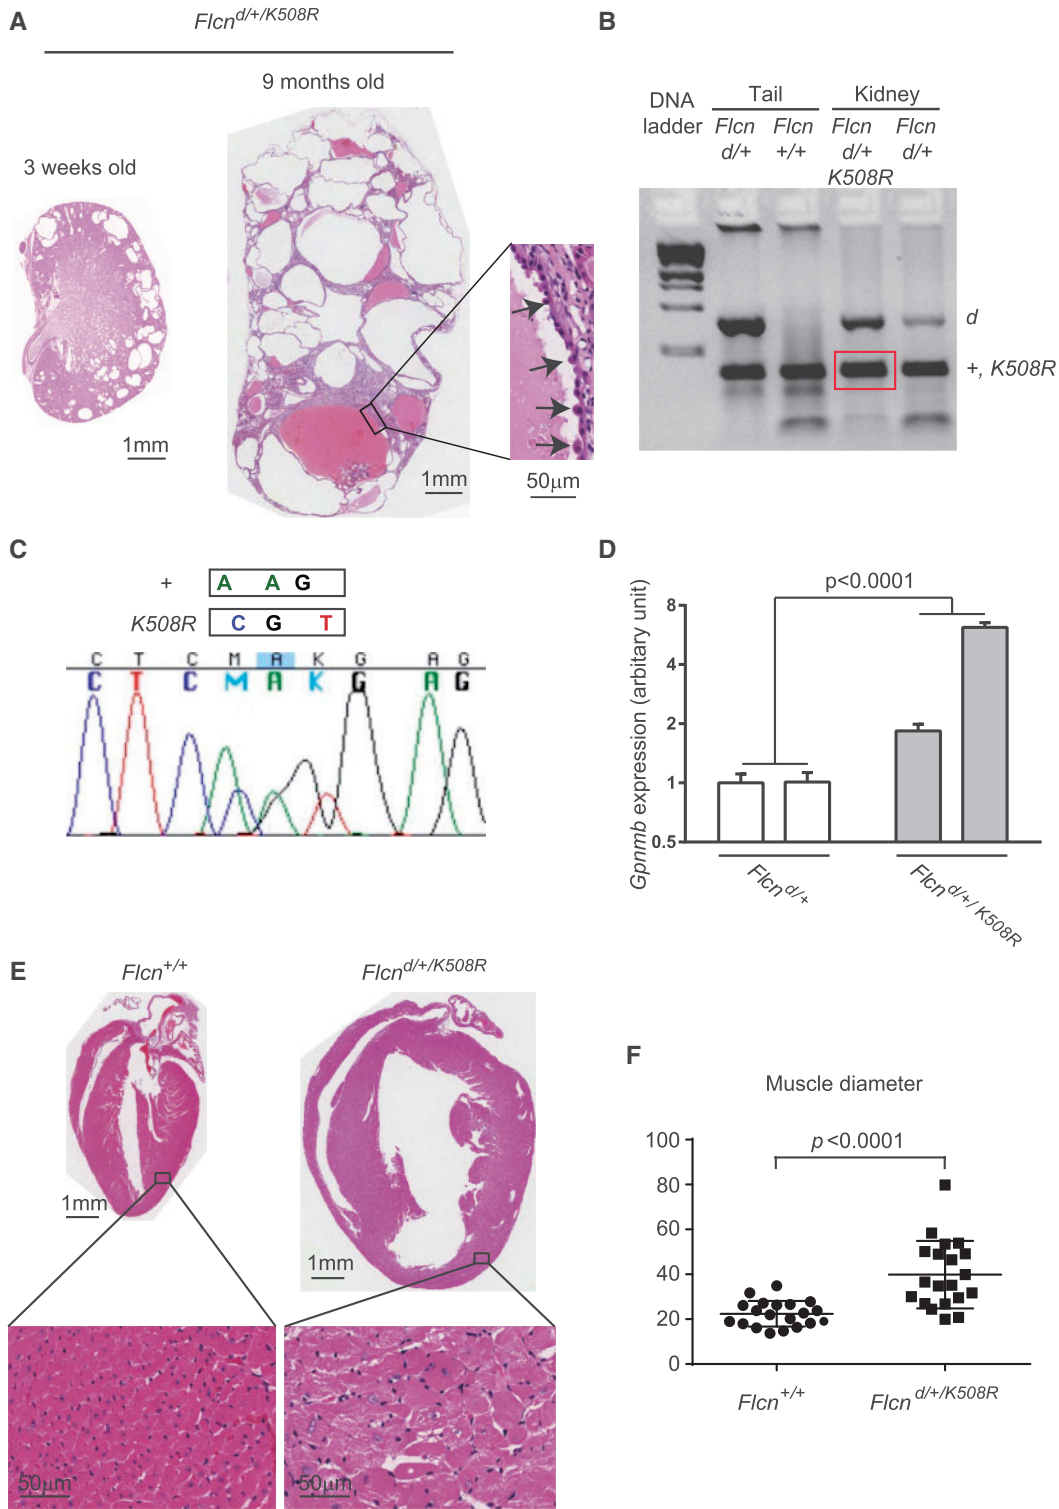 A
Flcn d/+/K508R
9 months old
3 weeks old
1mm
1mm
50µm
B
DNA ladder
Tail
Kidney
Flcn d/+
Flcn +/+
Flcn d/+ K508R
Flcn d/+
d
+, K508R
C
+ A A G
K508R C G T
C T C M A K G A G
C T C M A K G A G
D
p<0.0001
Gpnmb expression (arbitary unit)
8
4
2
1
0.5
Flcn d/+
Flcn d/+/K508R
E
Flcn +/+
Flcn d/+/K508R
1mm
1mm
50µm
50µm
F
Muscle diameter
p<0.0001
100
80
60
40
20
0
Flcn +/+
Flcn d/+/K508R